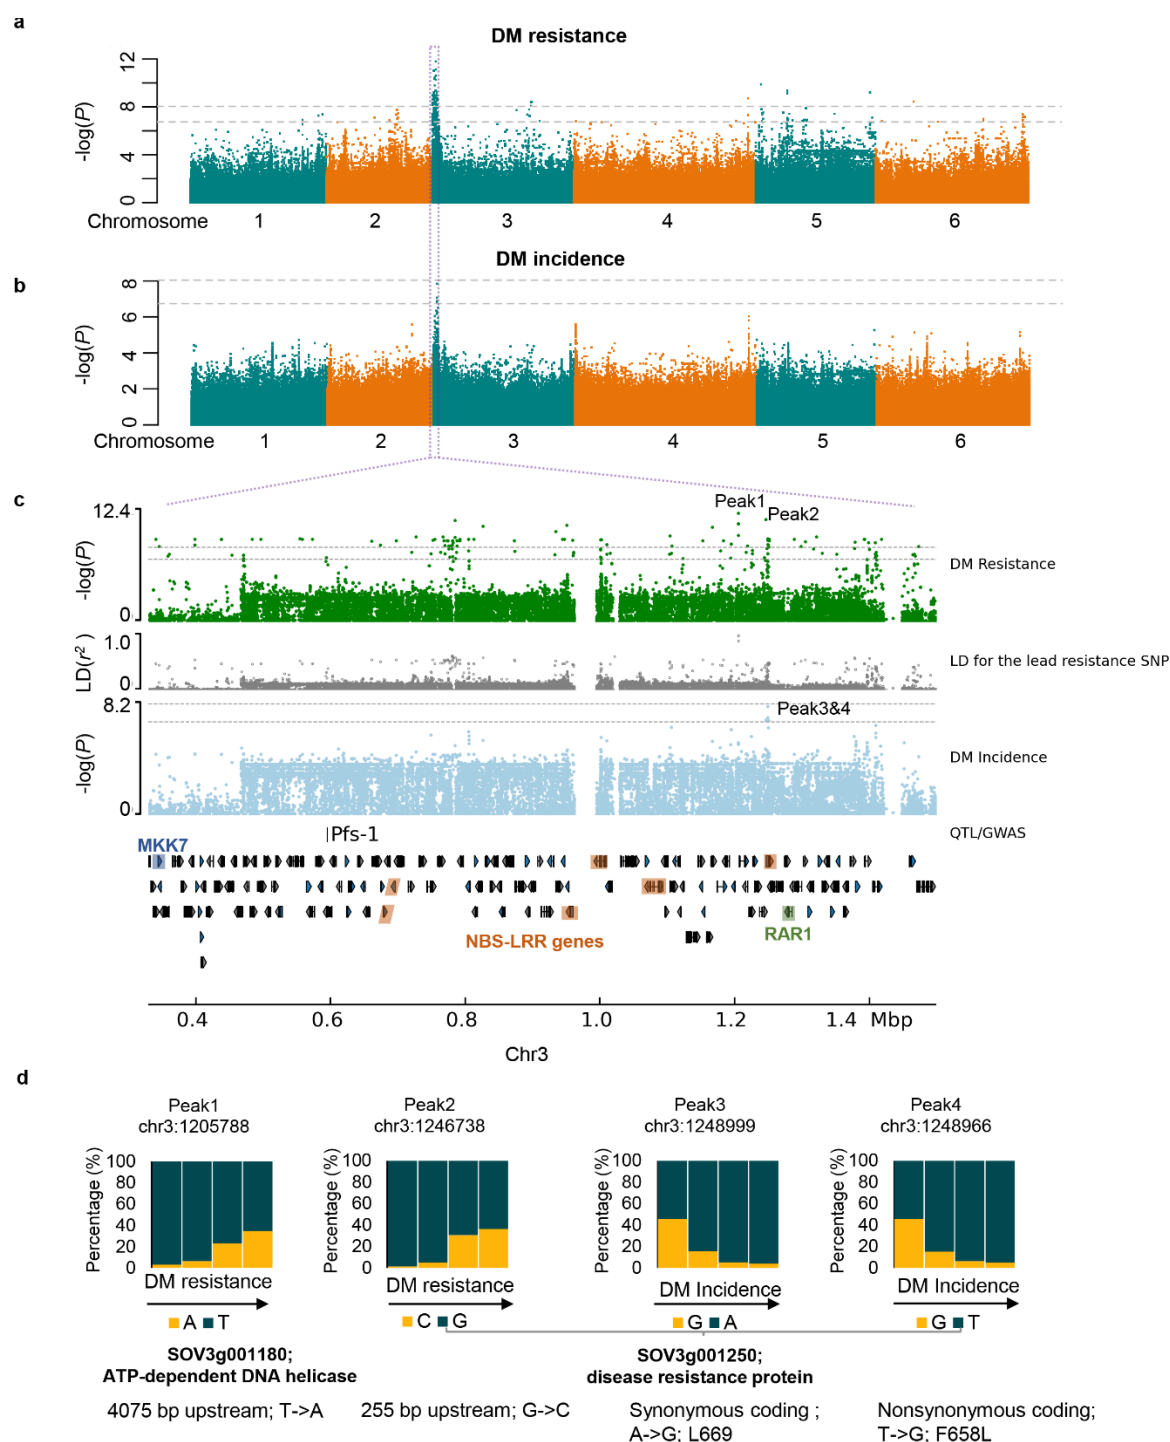 a
DM resistance
12
8
4
0
-log(P)
Chromosome 1 2 3 4 5 6
DM incidence
b
8
6
4
2
0
-log(P)
Chromosome 1 2 3 4 5 6
c
12.4
0
-log(P)
Peak1
Peak2
DM Resistance
1.0
0
LD(r²)
LD for the lead resistance SNP
8.2
0
-log(P)
Peak3&4
DM Incidence
Pfs-1
QTL/GWAS
MKK7
NBS-LRR genes
RAR1
0.4 0.6 0.8 1.0 1.2 1.4 Mbp
Chr3
d
Peak1
chr3:1205788
Percentage (%)
100
80
60
40
20
0
DM resistance
A T
Peak2
chr3:1246738
Percentage (%)
100
80
60
40
20
0
DM resistance
C G
Peak3
chr3:1248999
Percentage (%)
100
80
60
40
20
0
DM Incidence
G A
Peak4
chr3:1248966
Percentage (%)
100
80
60
40
20
0
DM Incidence
G T
SOV3g001180;
ATP-dependent DNA helicase
SOV3g001250;
disease resistance protein
4075 bp upstream; T->A
255 bp upstream; G->C
Synonymous coding ;
A->G; L669
Nonsynonymous coding;
T->G; F658L